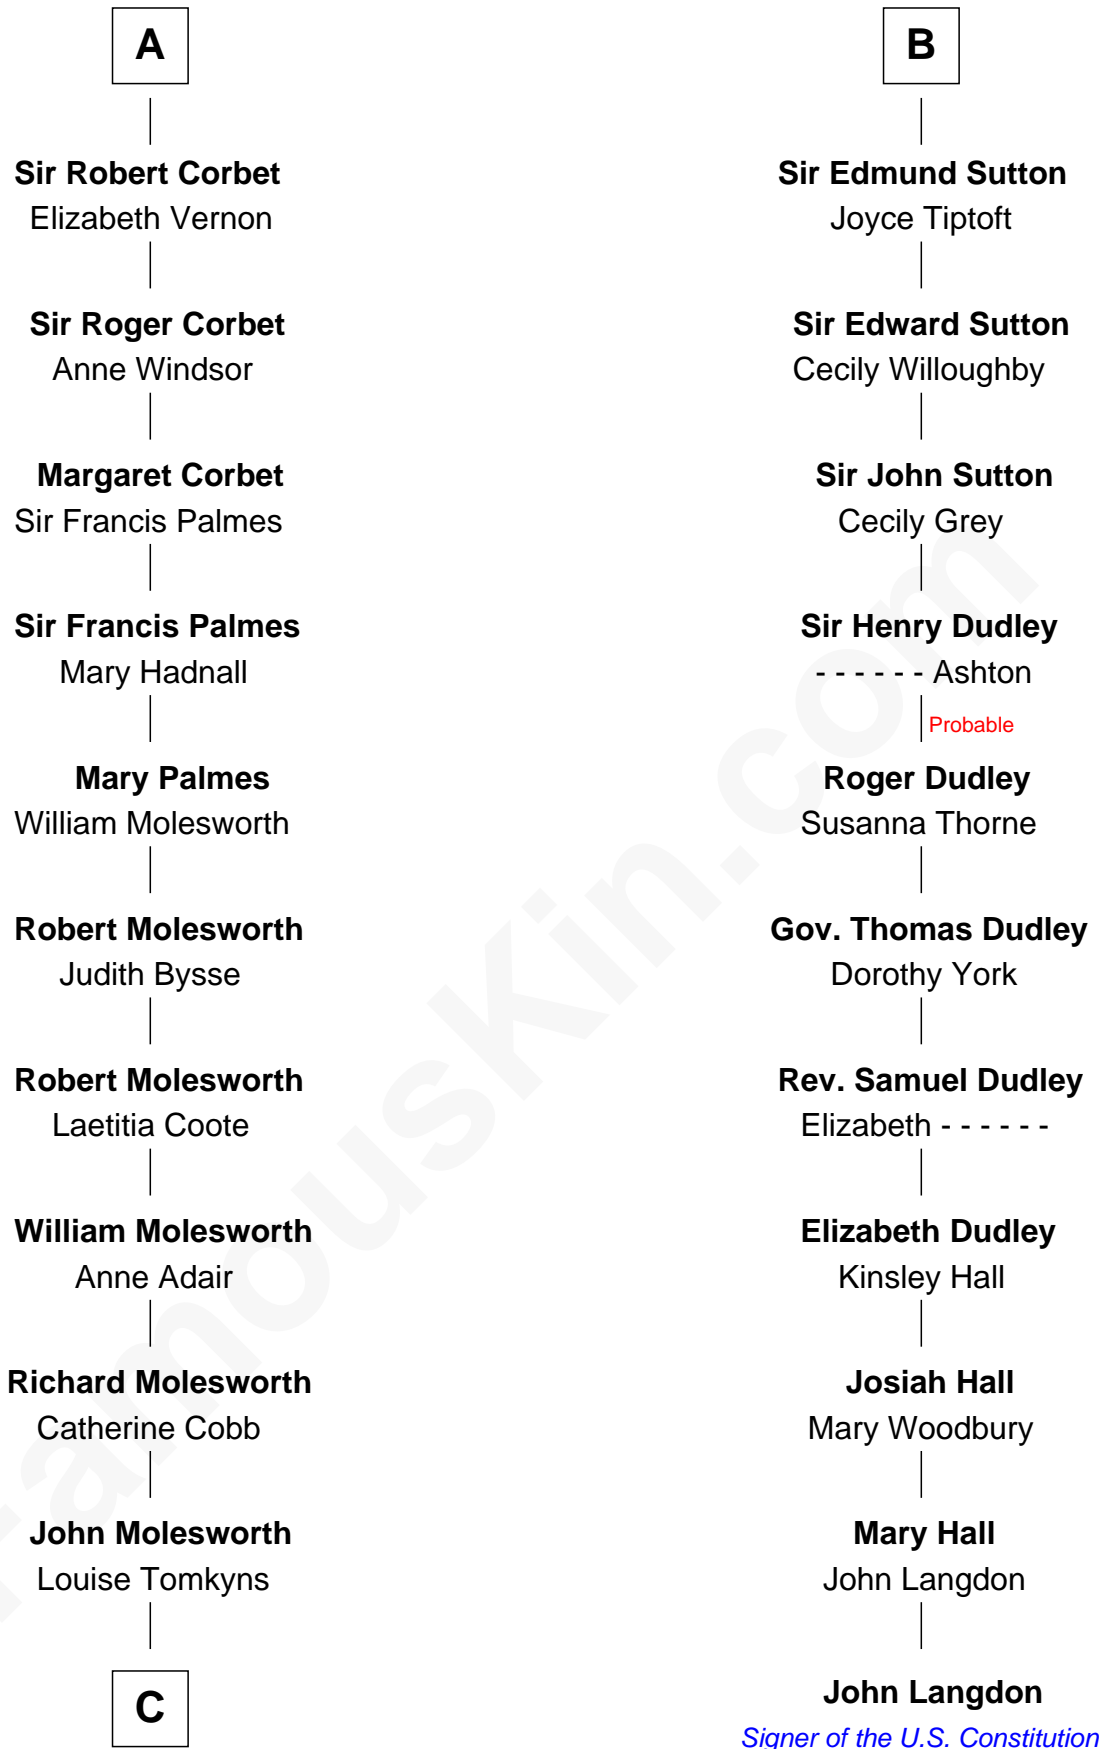 A
Sir Robert Corbet
Elizabeth Vernon
Sir Roger Corbet
Anne Windsor
Margaret Corbet
Sir Francis Palmes
Sir Francis Palmes
Mary Hadnall
Mary Palmes
William Molesworth
Robert Molesworth
Judith Bysse
Robert Molesworth
Laetitia Coote
William Molesworth
Anne Adair
Richard Molesworth
Catherine Cobb
John Molesworth
Louise Tomkyns
C
B
Sir Edmund Sutton
Joyce Tiptoft
Sir Edward Sutton
Cecily Willoughby
Sir John Sutton
Cecily Grey
Sir Henry Dudley
- - - - - - Ashton
Probable
Roger Dudley
Susanna Thorne
Gov. Thomas Dudley
Dorothy York
Rev. Samuel Dudley
Elizabeth - - - - - -
Elizabeth Dudley
Kinsley Hall
Josiah Hall
Mary Woodbury
Mary Hall
John Langdon
John Langdon
Signer of the U.S. Constitution
FamousKin.com